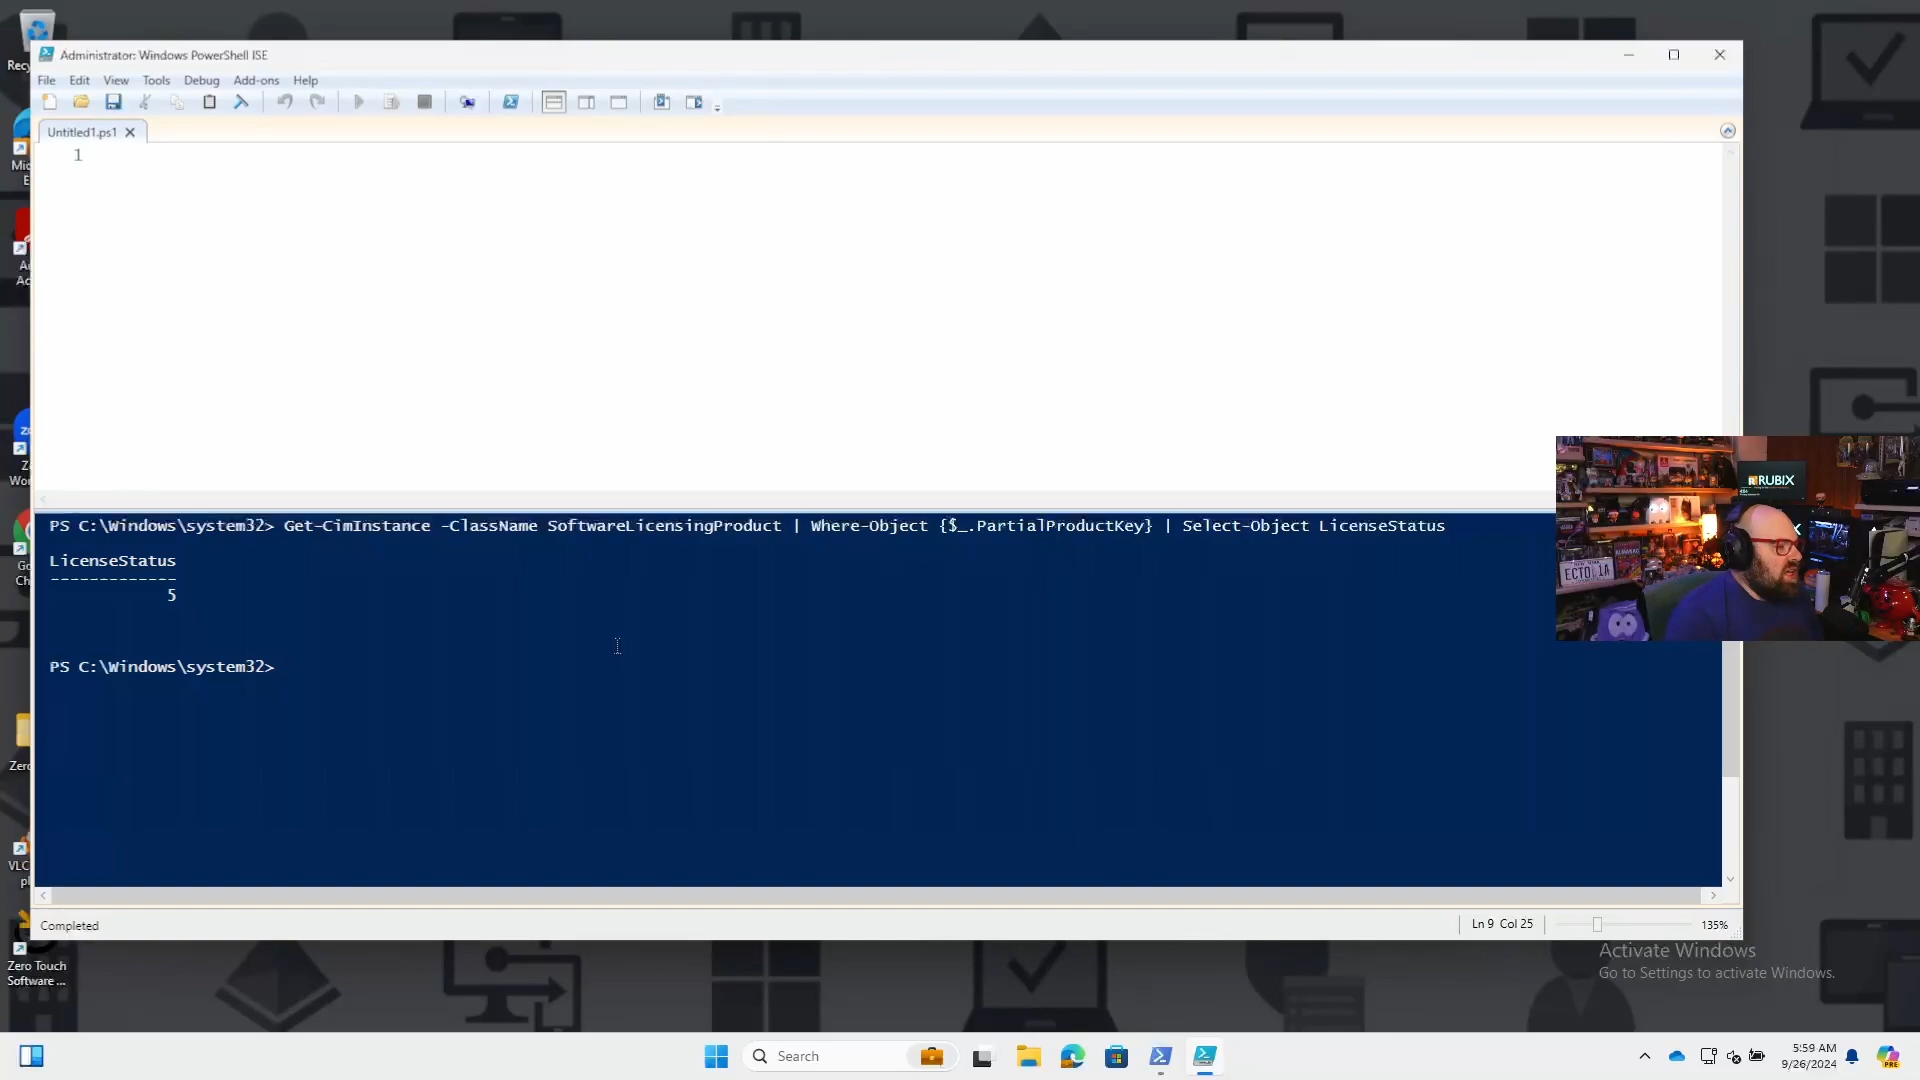 Administrator: Windows PowerShell ISE
File Edit View Tools Debug Add-ons Help
Untitled1.ps1
1
PS C:\Windows\system32> Get-CimInstance -ClassName SoftwareLicensingProduct | Where-Object {$_.PartialProductKey} | Select-Object LicenseStatus
LicenseStatus
-------------
5
PS C:\Windows\system32>
Completed
Ln 9 Col 25
135%
Activate Windows
Go to Settings to activate Windows.
RUBIX
ECTO-1A
Zero Touch
Software ...
Search
5:59 AM
9/26/2024
PRE